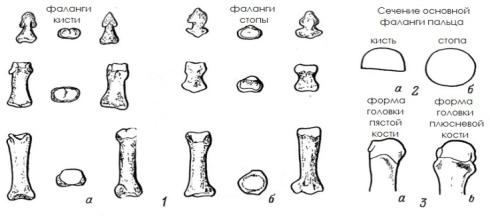 фаланги
кисти
фаланги
стопы
Сечение основной
фаланги пальца
кисть
стопа
а 2 б
форма
головки
пястой
кости
форма
головки
плюсневой
кости
а 1 б
а 3 b